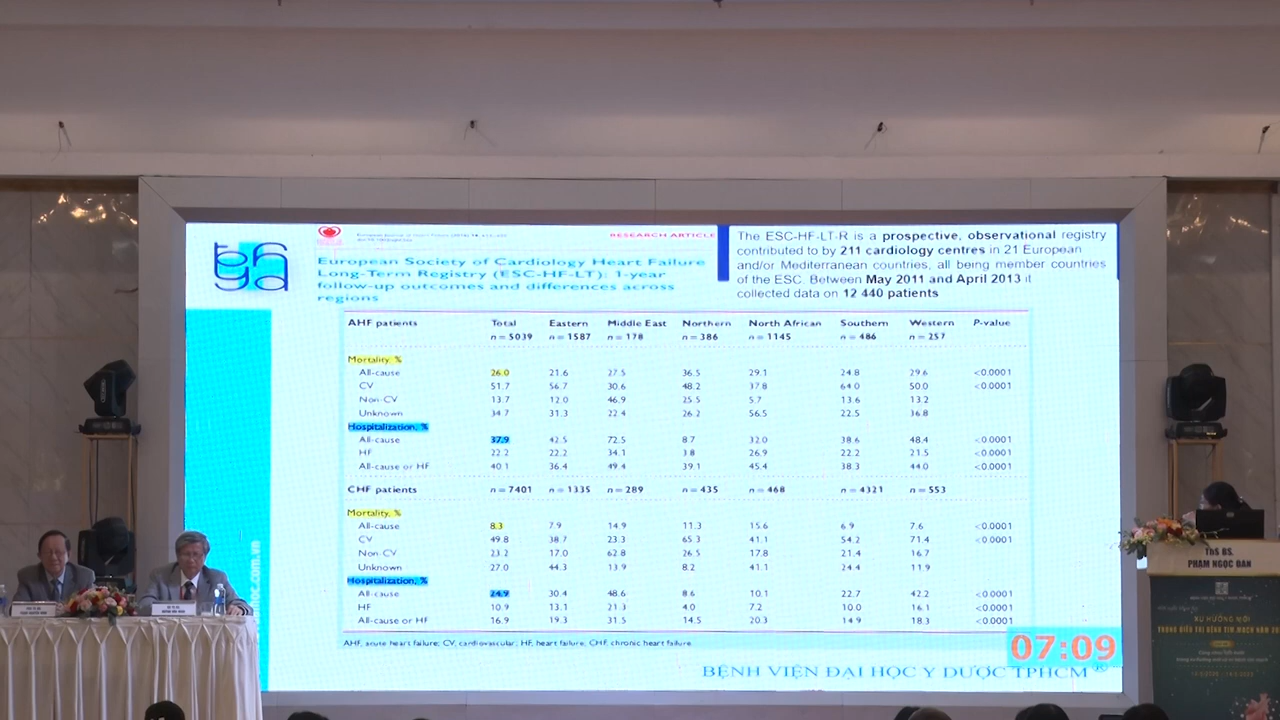 RESEARCH ARTICLE
European Society of Cardiology Heart Failure
Long-Term Registry (ESC-HF-LT): 1-year
follow-up outcomes and differences across
regions
The ESC-HF-LT-R is a prospective, observational registry
contributed to by 211 cardiology centres in 21 European
and/or Mediterranean countries, all being member countries
of the ESC. Between May 2011 and April 2013 it
collected data on 12 440 patients
AHF patients Total Eastern Middle East Northern North African Southern Western P-value
n = 5039 n = 1587 n = 178 n = 386 n = 1145 n = 486 n = 257
Mortality, %
All-cause 26.0 21.6 27.5 36.5 29.1 24.8 29.6 <0.0001
CV 51.7 56.7 30.6 48.2 37.8 64.0 50.0 <0.0001
Non-CV 13.7 12.0 46.9 25.5 5.7 13.6 13.2
Unknown 34.7 31.3 22.4 26.2 56.5 22.5 36.8
Hospitalization, %
All-cause 37.9 42.5 72.5 8.7 32.0 38.6 48.4 <0.0001
HF 22.2 22.2 34.1 3.8 26.9 22.2 21.5 <0.0001
All-cause or HF 40.1 36.4 49.4 39.1 45.4 38.3 44.0 <0.0001
CHF patients n = 7401 n = 1335 n = 289 n = 435 n = 468 n = 4321 n = 553
Mortality, %
All-cause 8.3 7.9 14.9 11.3 15.6 6.9 7.6 <0.0001
CV 49.8 38.7 23.3 65.3 41.1 54.2 71.4 <0.0001
Non-CV 23.2 17.0 62.8 26.5 17.8 21.4 16.7
Unknown 27.0 44.3 13.9 8.2 41.1 24.4 11.9
Hospitalization, %
All-cause 24.9 30.4 48.6 8.6 10.1 22.7 42.2 <0.0001
HF 10.9 13.1 21.3 4.0 7.2 10.0 16.1 <0.0001
All-cause or HF 16.9 19.3 31.5 14.5 20.3 14.9 18.3 <0.0001
AHF, acute heart failure; CV, cardiovascular; HF, heart failure, CHF, chronic heart failure.
07:09
BỆNH VIỆN ĐẠI HỌC Y DƯỢC TPHCM ®
ThS BS.
PHẠM NGỌC ĐAN
XU HƯỚNG MỚI
TRONG ĐIỀU TRỊ BỆNH TIM MẠCH NĂM